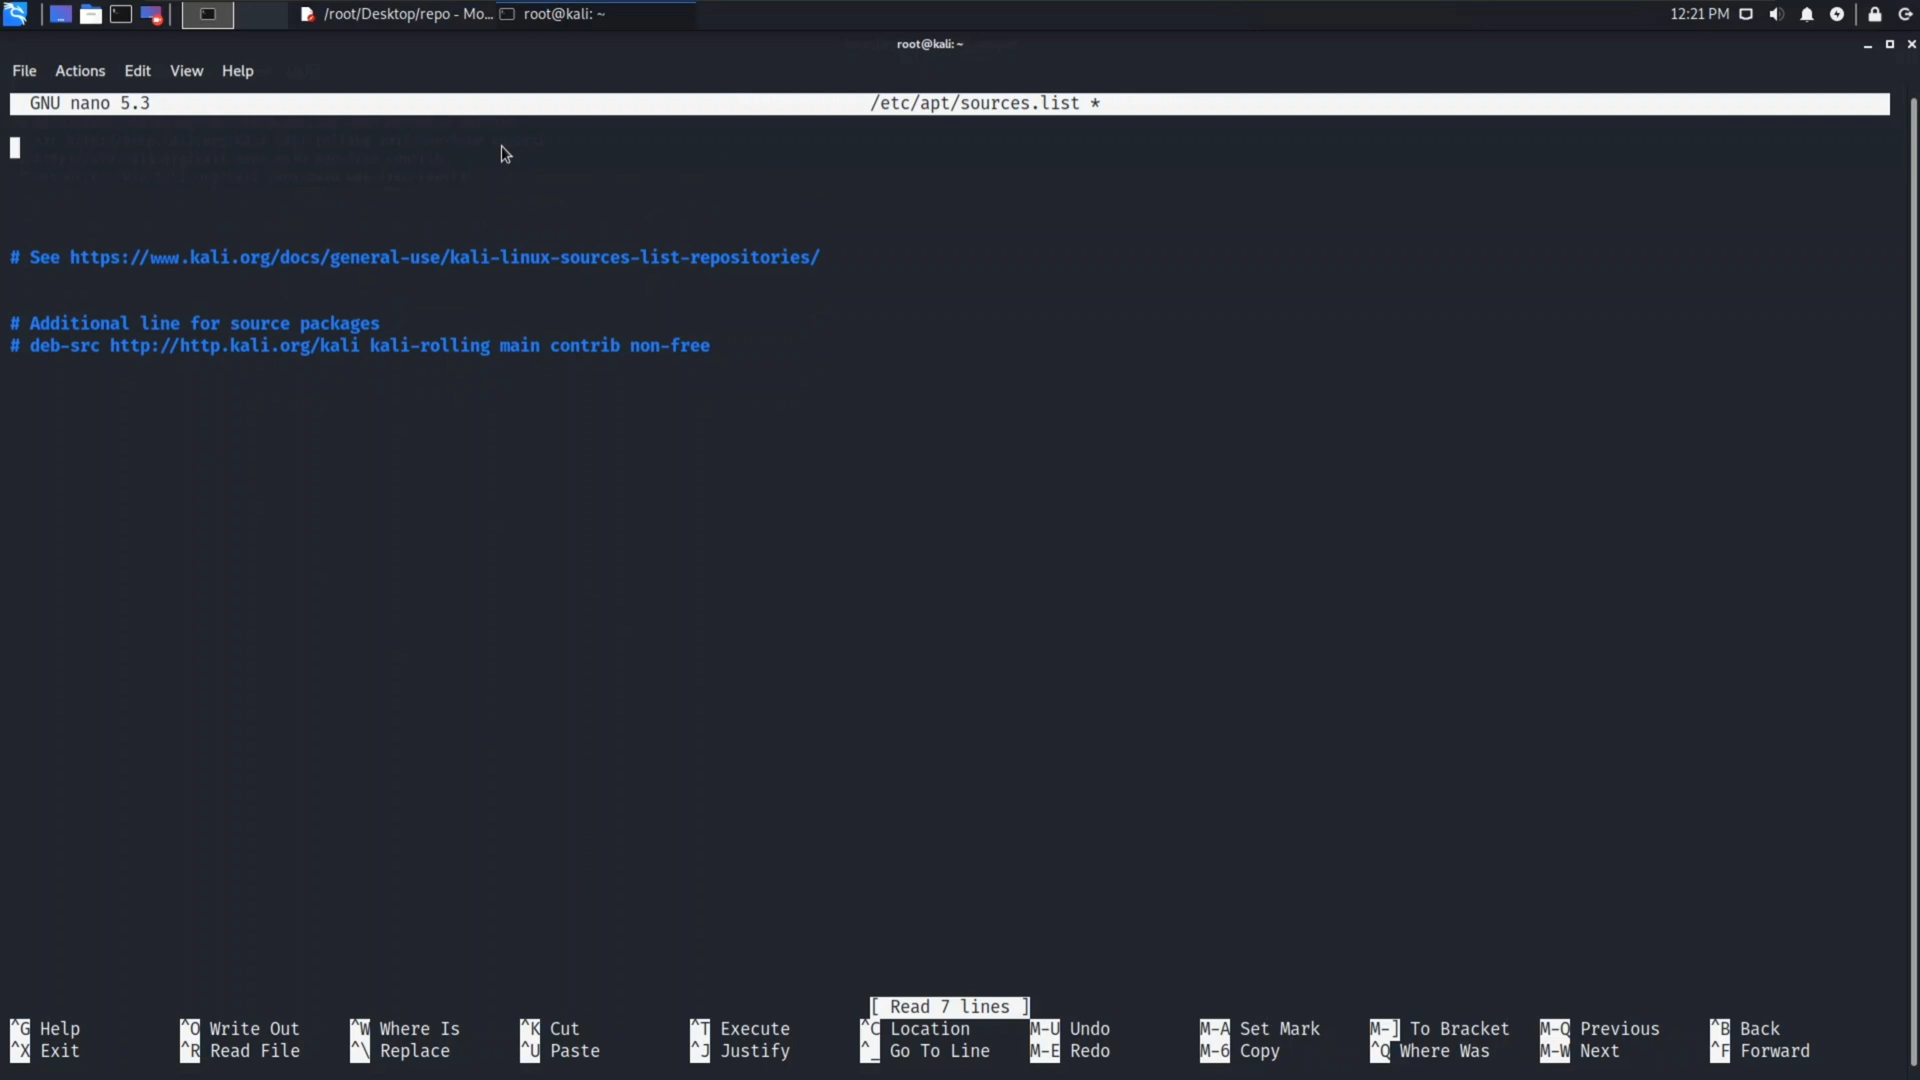 /root/Desktop/repo - Mo...
root@kali: ~
12:21 PM
root@kali: ~
File Actions Edit View Help
GNU nano 5.3 /etc/apt/sources.list *
# See https://www.kali.org/docs/general-use/kali-linux-sources-list-repositories/
# Additional line for source packages
# deb-src http://http.kali.org/kali kali-rolling main contrib non-free
[ Read 7 lines ]
^G Help ^O Write Out ^W Where Is ^K Cut ^T Execute ^C Location M-U Undo M-A Set Mark M-] To Bracket M-Q Previous ^B Back
^X Exit ^R Read File ^\ Replace ^U Paste ^J Justify ^_ Go To Line M-E Redo M-6 Copy ^Q Where Was M-W Next ^F Forward